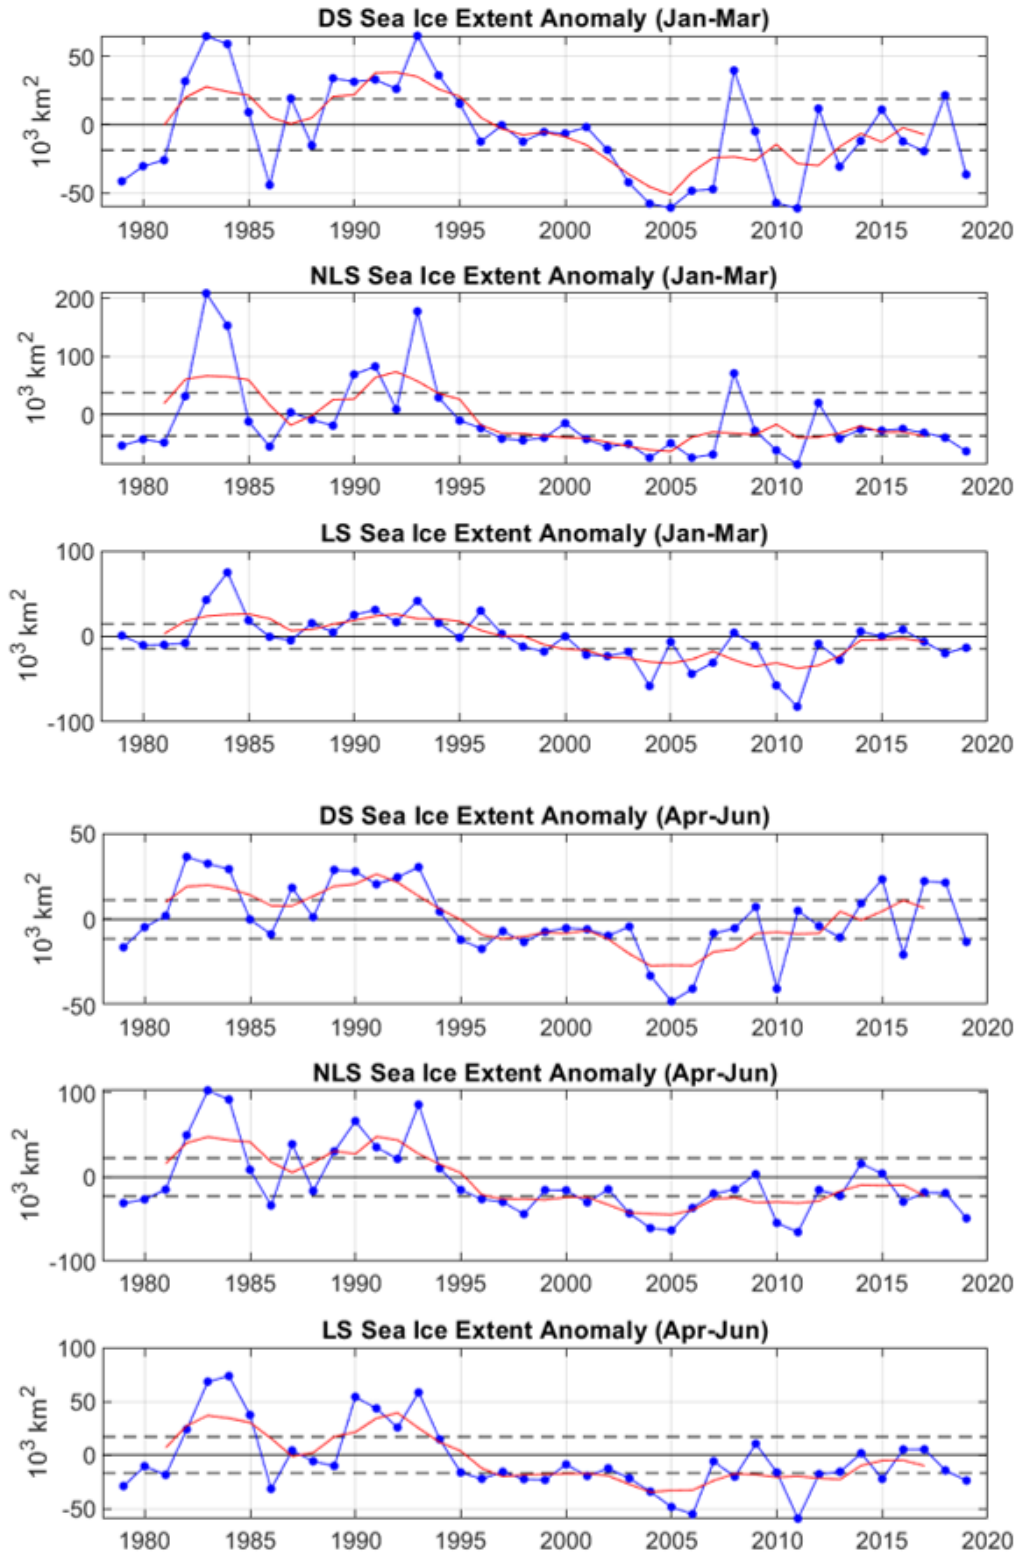 DS Sea Ice Extent Anomaly (Jan-Mar)
10³ km²
50
0
-50
1980 1985 1990 1995 2000 2005 2010 2015 2020
NLS Sea Ice Extent Anomaly (Jan-Mar)
10³ km²
200
100
0
1980 1985 1990 1995 2000 2005 2010 2015 2020
LS Sea Ice Extent Anomaly (Jan-Mar)
10³ km²
100
0
-100
1980 1985 1990 1995 2000 2005 2010 2015 2020
DS Sea Ice Extent Anomaly (Apr-Jun)
10³ km²
50
0
-50
1980 1985 1990 1995 2000 2005 2010 2015 2020
NLS Sea Ice Extent Anomaly (Apr-Jun)
10³ km²
100
0
-100
1980 1985 1990 1995 2000 2005 2010 2015 2020
LS Sea Ice Extent Anomaly (Apr-Jun)
10³ km²
100
50
0
-50
1980 1985 1990 1995 2000 2005 2010 2015 2020